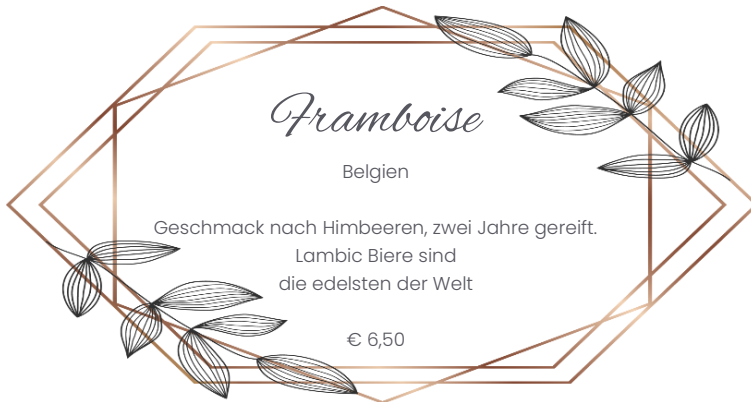 Framboise
Belgien
Geschmack nach Himbeeren, zwei Jahre gereift.
Lambic Biere sind
die edelsten der Welt
€ 6,50